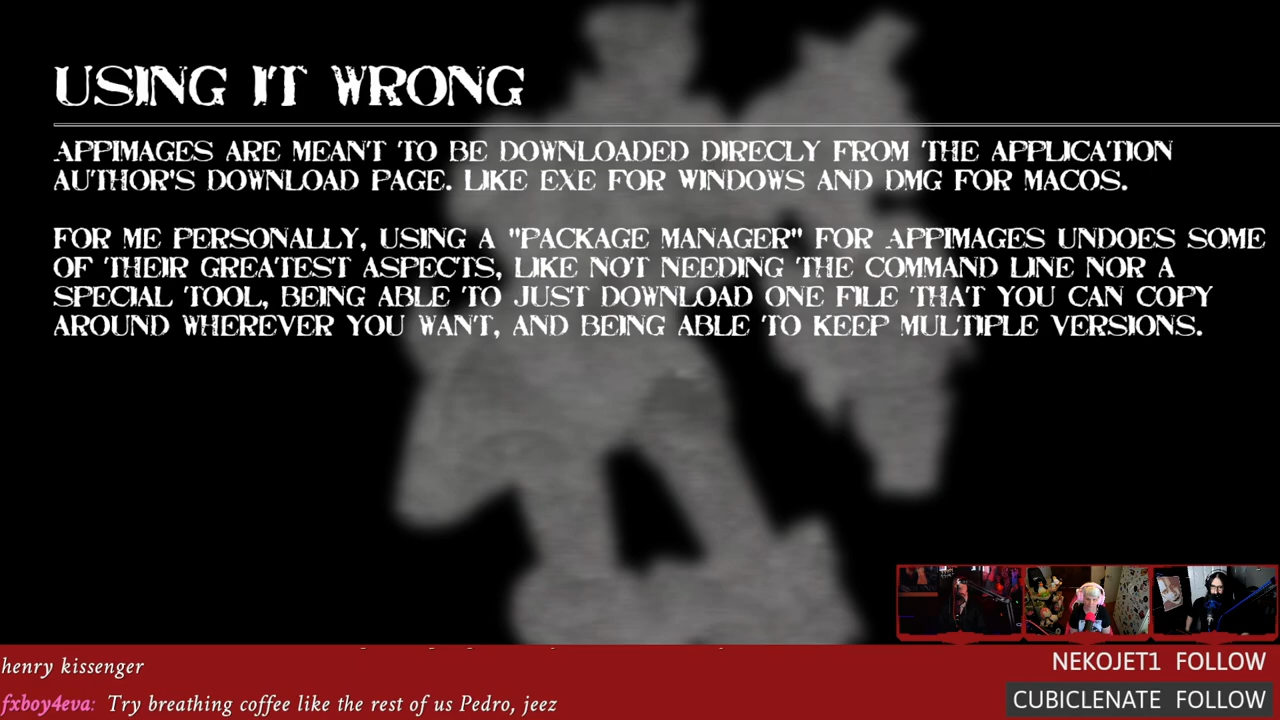 USING IT WRONG
APPIMAGES ARE MEANT TO BE DOWNLOADED DIRECLY FROM THE APPLICATION
AUTHOR'S DOWNLOAD PAGE. LIKE EXE FOR WINDOWS AND DMG FOR MACOS.
FOR ME PERSONALLY, USING A "PACKAGE MANAGER" FOR APPIMAGES UNDOES SOME
OF THEIR GREATEST ASPECTS, LIKE NOT NEEDING THE COMMAND LINE NOR A
SPECIAL TOOL, BEING ABLE TO JUST DOWNLOAD ONE FILE THAT YOU CAN COPY
AROUND WHEREVER YOU WANT, AND BEING ABLE TO KEEP MULTIPLE VERSIONS.
henry kissenger
fxboy4eva: Try breathing coffee like the rest of us Pedro, jeez
NEKOJET1 FOLLOW
CUBICLENATE FOLLOW